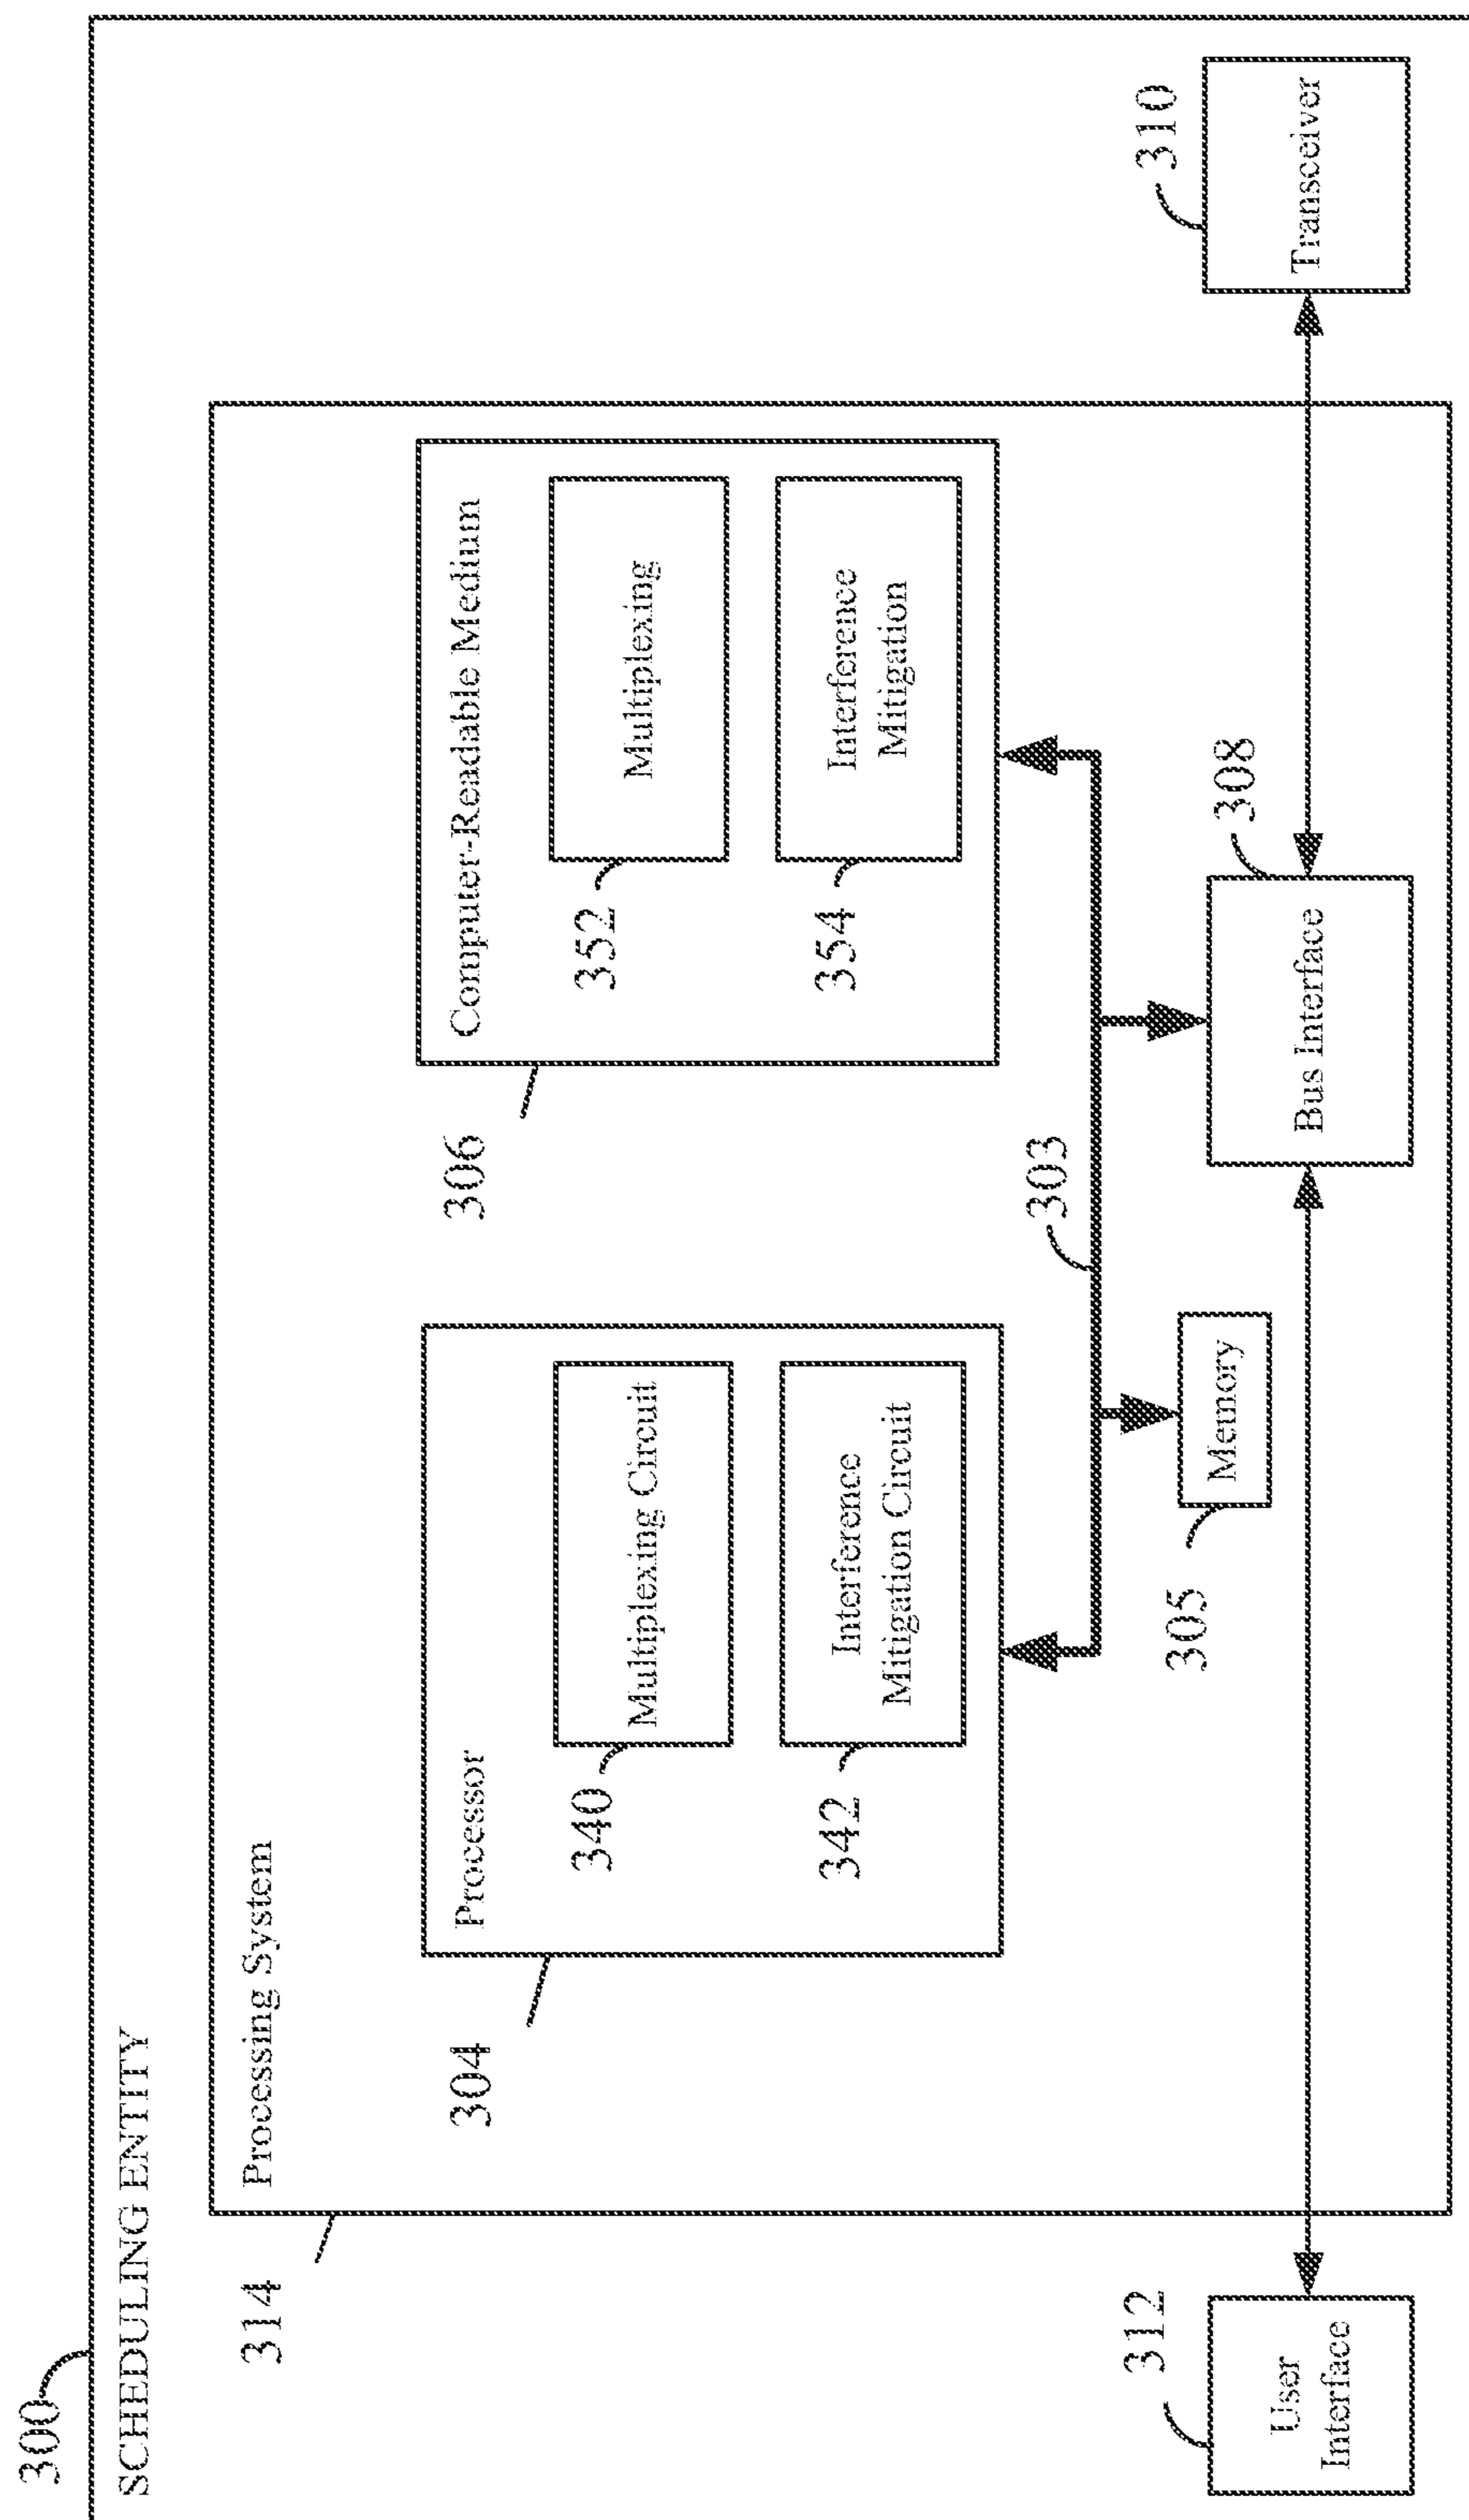 300
SCHEDULING ENTITY
314
Processing System
304
Processor
340
Multiplexing Circuit
342
Interference
Mitigation Circuit
306
Computer-Readable Medium
352
Multiplexing
354
Interference
Mitigation
303
305
Memory
308
Bus Interface
312
User
Interface
310
Transceiver